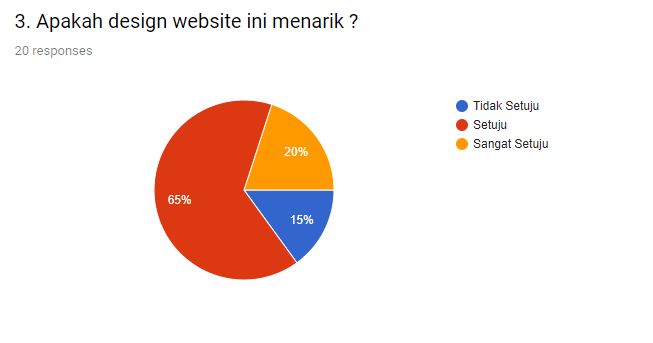 3. Apakah design website ini menarik ?
20 responses
Tidak Setuju
Setuju
Sangat Setuju
20%
65%
15%